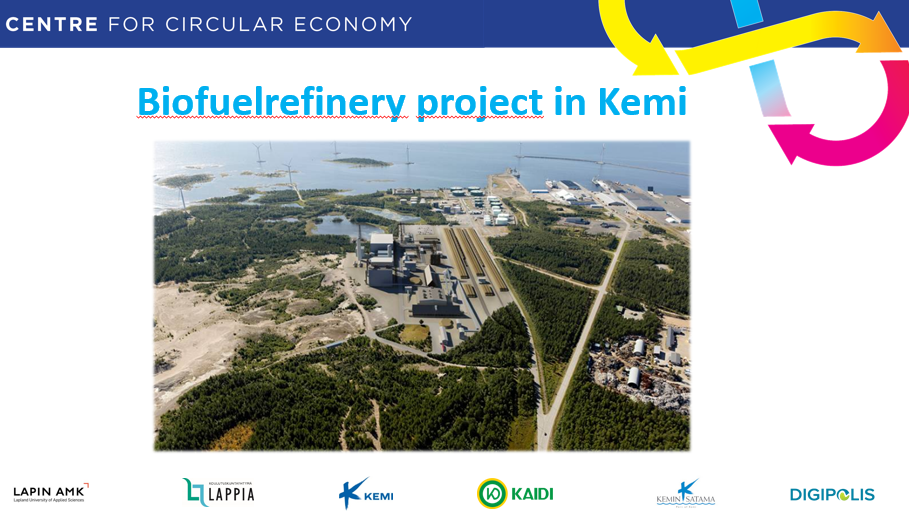 CENTRE FOR CIRCULAR ECONOMY
Biofuelrefinery project in Kemi
LAPIN AMK
Lapland University of Applied Sciences
LAPPIA
KEMI
KAIDI
KEMIN SATAMA
DIGIPOLIS